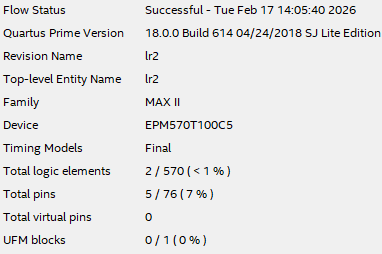 Flow Status Successful - Tue Feb 17 14:05:40 2026
Quartus Prime Version 18.0.0 Build 614 04/24/2018 SJ Lite Edition
Revision Name lr2
Top-level Entity Name lr2
Family MAX II
Device EPM570T100C5
Timing Models Final
Total logic elements 2 / 570 ( < 1 % )
Total pins 5 / 76 ( 7 % )
Total virtual pins 0
UFM blocks 0 / 1 ( 0 % )